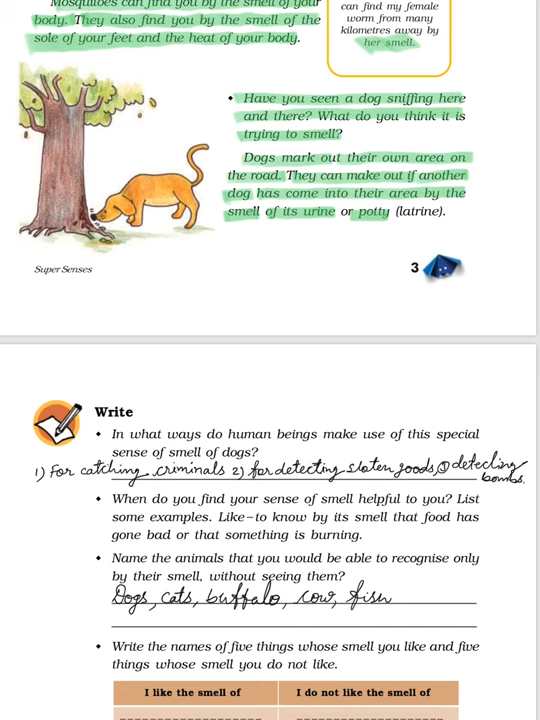 Mosquitoes can find you by the smell of your
body. They also find you by the smell of the
sole of your feet and the heat of your body.
can find my female
worm from many
kilometres away by
her smell.
• Have you seen a dog sniffing here
and there? What do you think it is
trying to smell?
Dogs mark out their own area on
the road. They can make out if another
dog has come into their area by the
smell of its urine or potty (latrine).
Super Senses
3
Write
• In what ways do human beings make use of this special
sense of smell of dogs?
1) For catching criminals 2) for detecting sloten goods, ③ detecting
bombs.
• When do you find your sense of smell helpful to you? List
some examples. Like–to know by its smell that food has
gone bad or that something is burning.
• Name the animals that you would be able to recognise only
by their smell, without seeing them?
Dogs, cats, buffalo, cow, fish
• Write the names of five things whose smell you like and five
things whose smell you do not like.
I like the smell of
I do not like the smell of